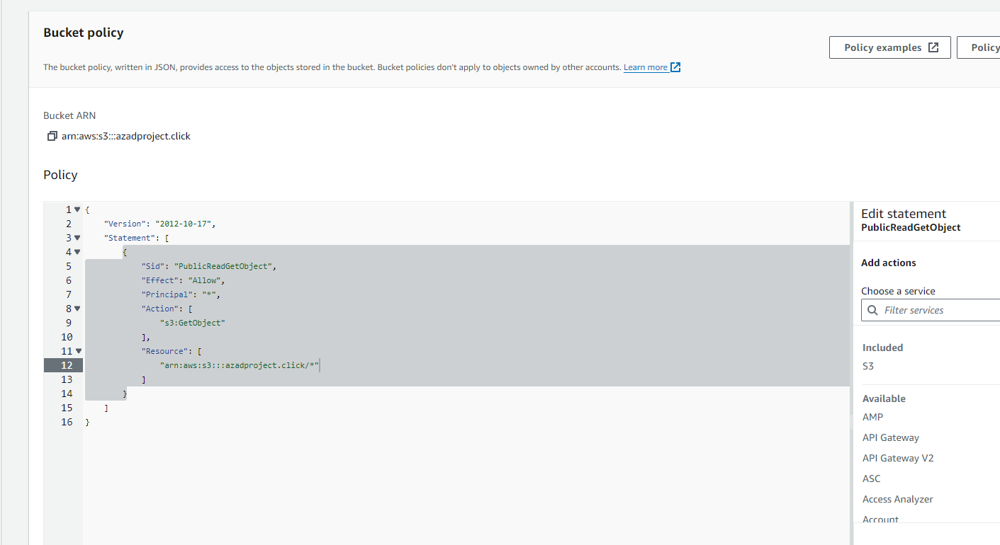 Bucket policy
Policy examples
Policy
The bucket policy, written in JSON, provides access to the objects stored in the bucket. Bucket policies don't apply to objects owned by other accounts. Learn more
Bucket ARN
arn:aws:s3:::azadproject.click
Policy
1 {
2 "Version": "2012-10-17",
3 "Statement": [
4 {
5 "Sid": "PublicReadGetObject",
6 "Effect": "Allow",
7 "Principal": "*",
8 "Action": [
9 "s3:GetObject"
10 ],
11 "Resource": [
12 "arn:aws:s3:::azadproject.click/*"
13 ]
14 }
15 ]
16 }
Edit statement
PublicReadGetObject
Add actions
Choose a service
Filter services
Included
S3
Available
AMP
API Gateway
API Gateway V2
ASC
Access Analyzer
Account